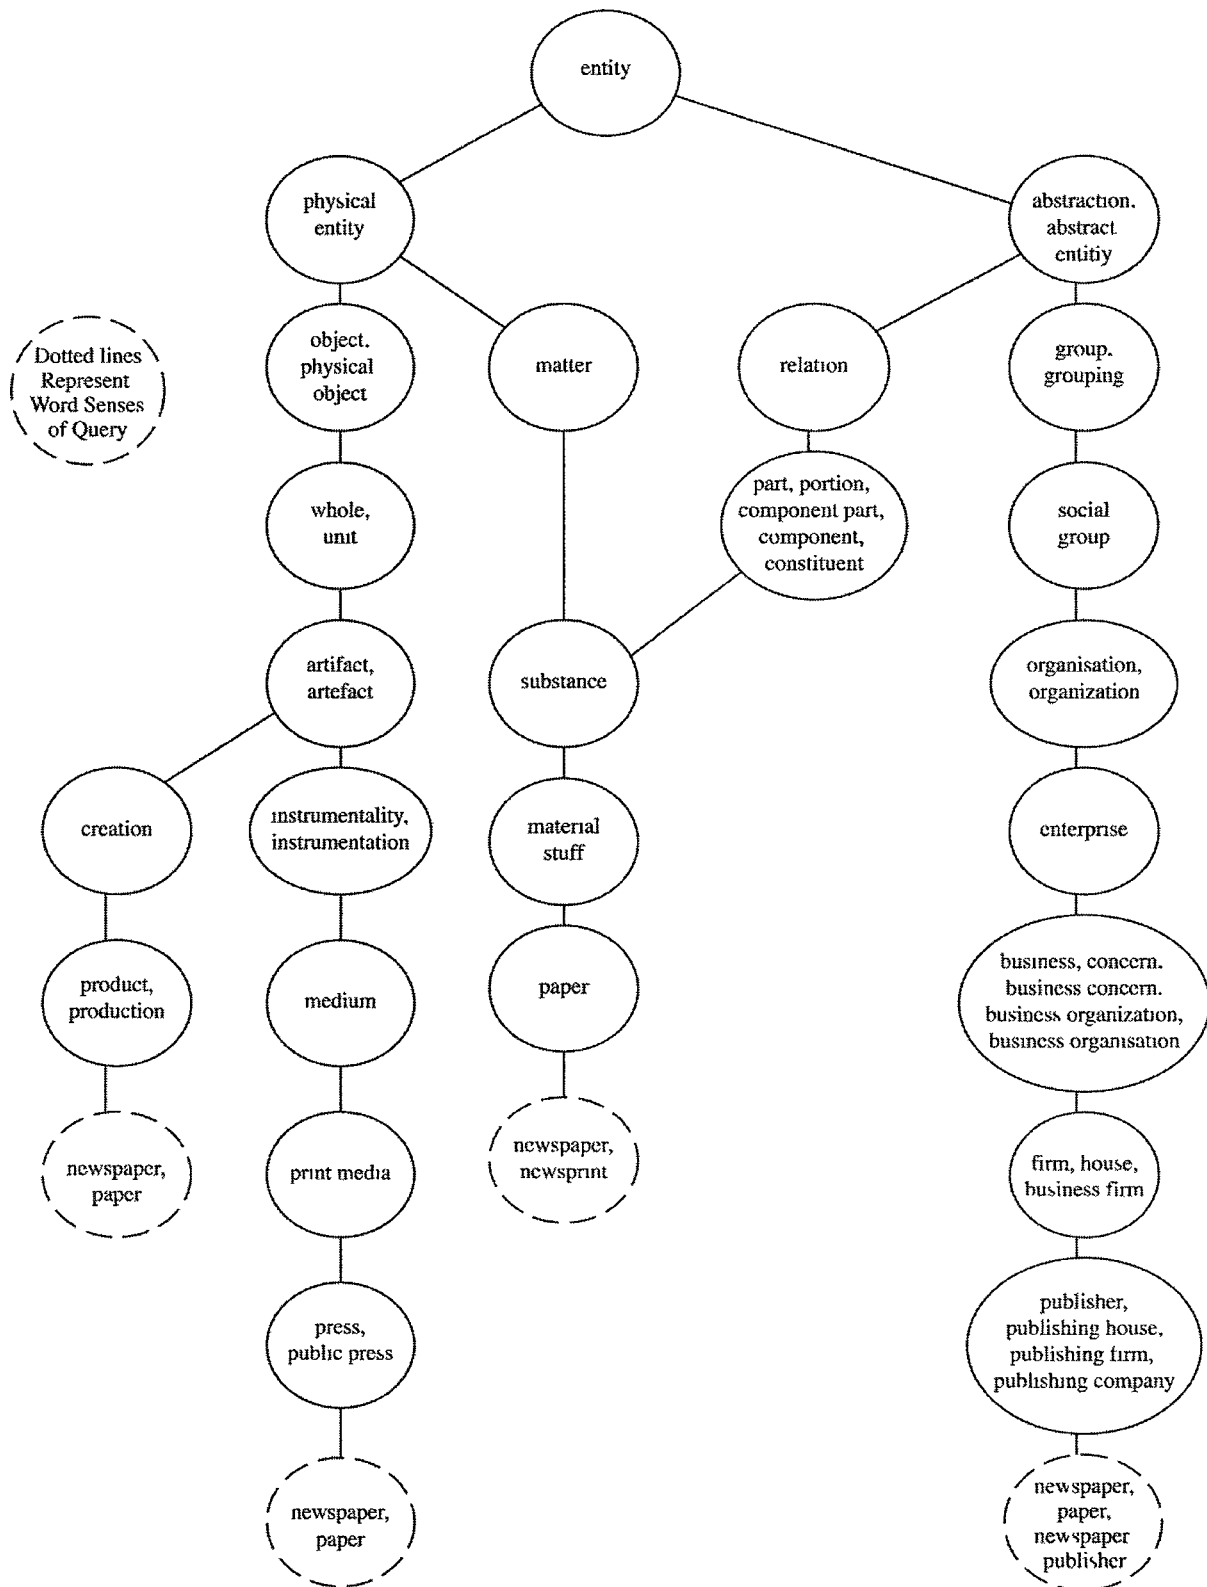 entity
physical
entity
abstraction.
abstract
entitiy
Dotted lines
Represent
Word Senses
of Query
object.
physical
object
matter
relation
group.
grouping
whole,
unit
part, portion,
component part,
component,
constituent
social
group
artifact,
artefact
substance
organisation,
organization
creation
instrumentality,
instrumentation
material
stuff
enterprise
product,
production
medium
paper
business, concern.
business concern.
business organization,
business organisation
newspaper,
paper
print media
newspaper,
newsprint
firm, house,
business firm
press,
public press
publisher,
publishing house,
publishing firm,
publishing company
newspaper,
paper
newspaper,
paper,
newspaper
publisher